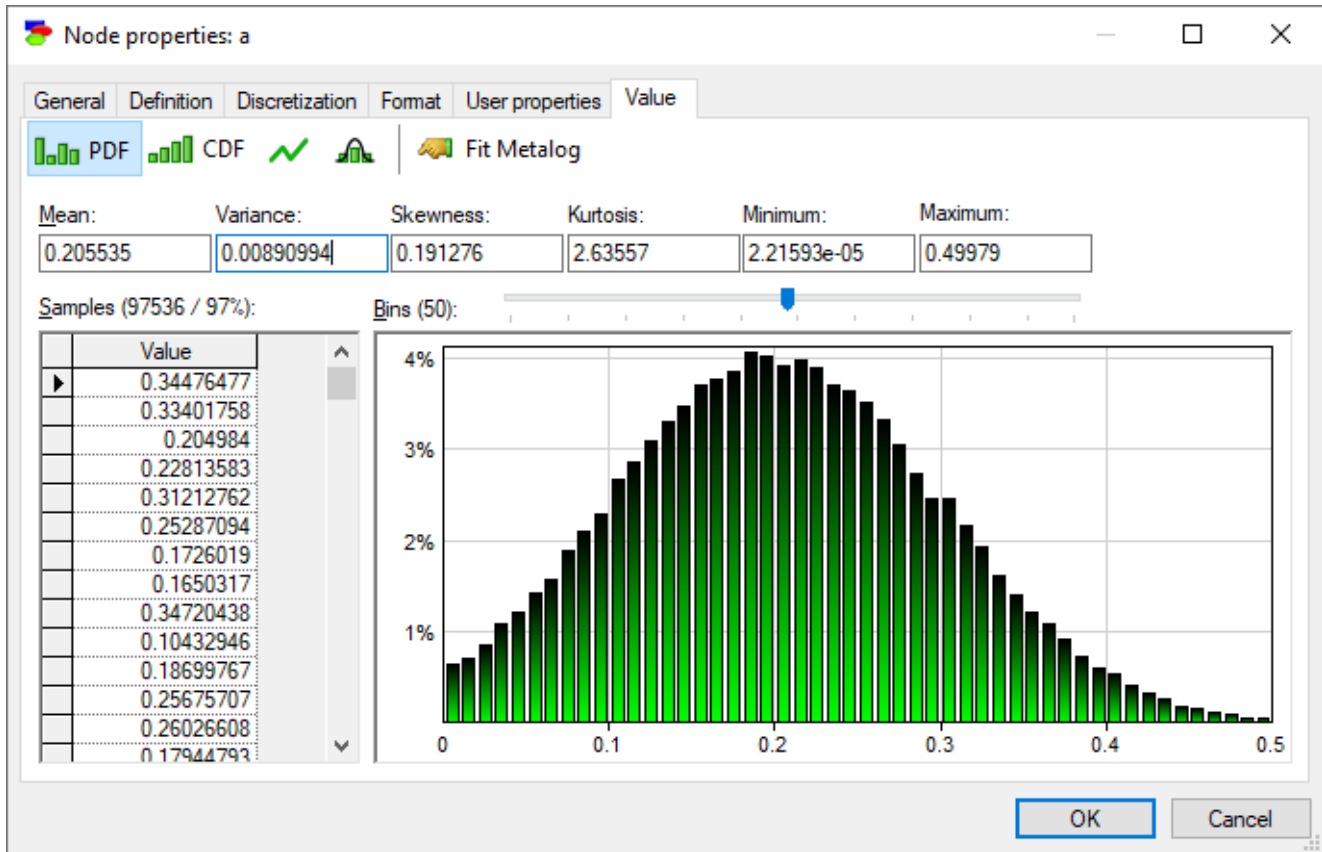 Node properties: a
General Definition Discretization Format User properties Value
PDF CDF Fit Metalog
Mean: Variance: Skewness: Kurtosis: Minimum: Maximum:
0.205535 0.00890994 0.191276 2.63557 2.21593e-05 0.49979
Samples (97536 / 97%): Bins (50):
Value
0.34476477
0.33401758
0.204984
0.22813583
0.31212762
0.25287094
0.1726019
0.1650317
0.34720438
0.10432946
0.18699767
0.25675707
0.26026608
0.17944793
4%
3%
2%
1%
0 0.1 0.2 0.3 0.4 0.5
OK Cancel